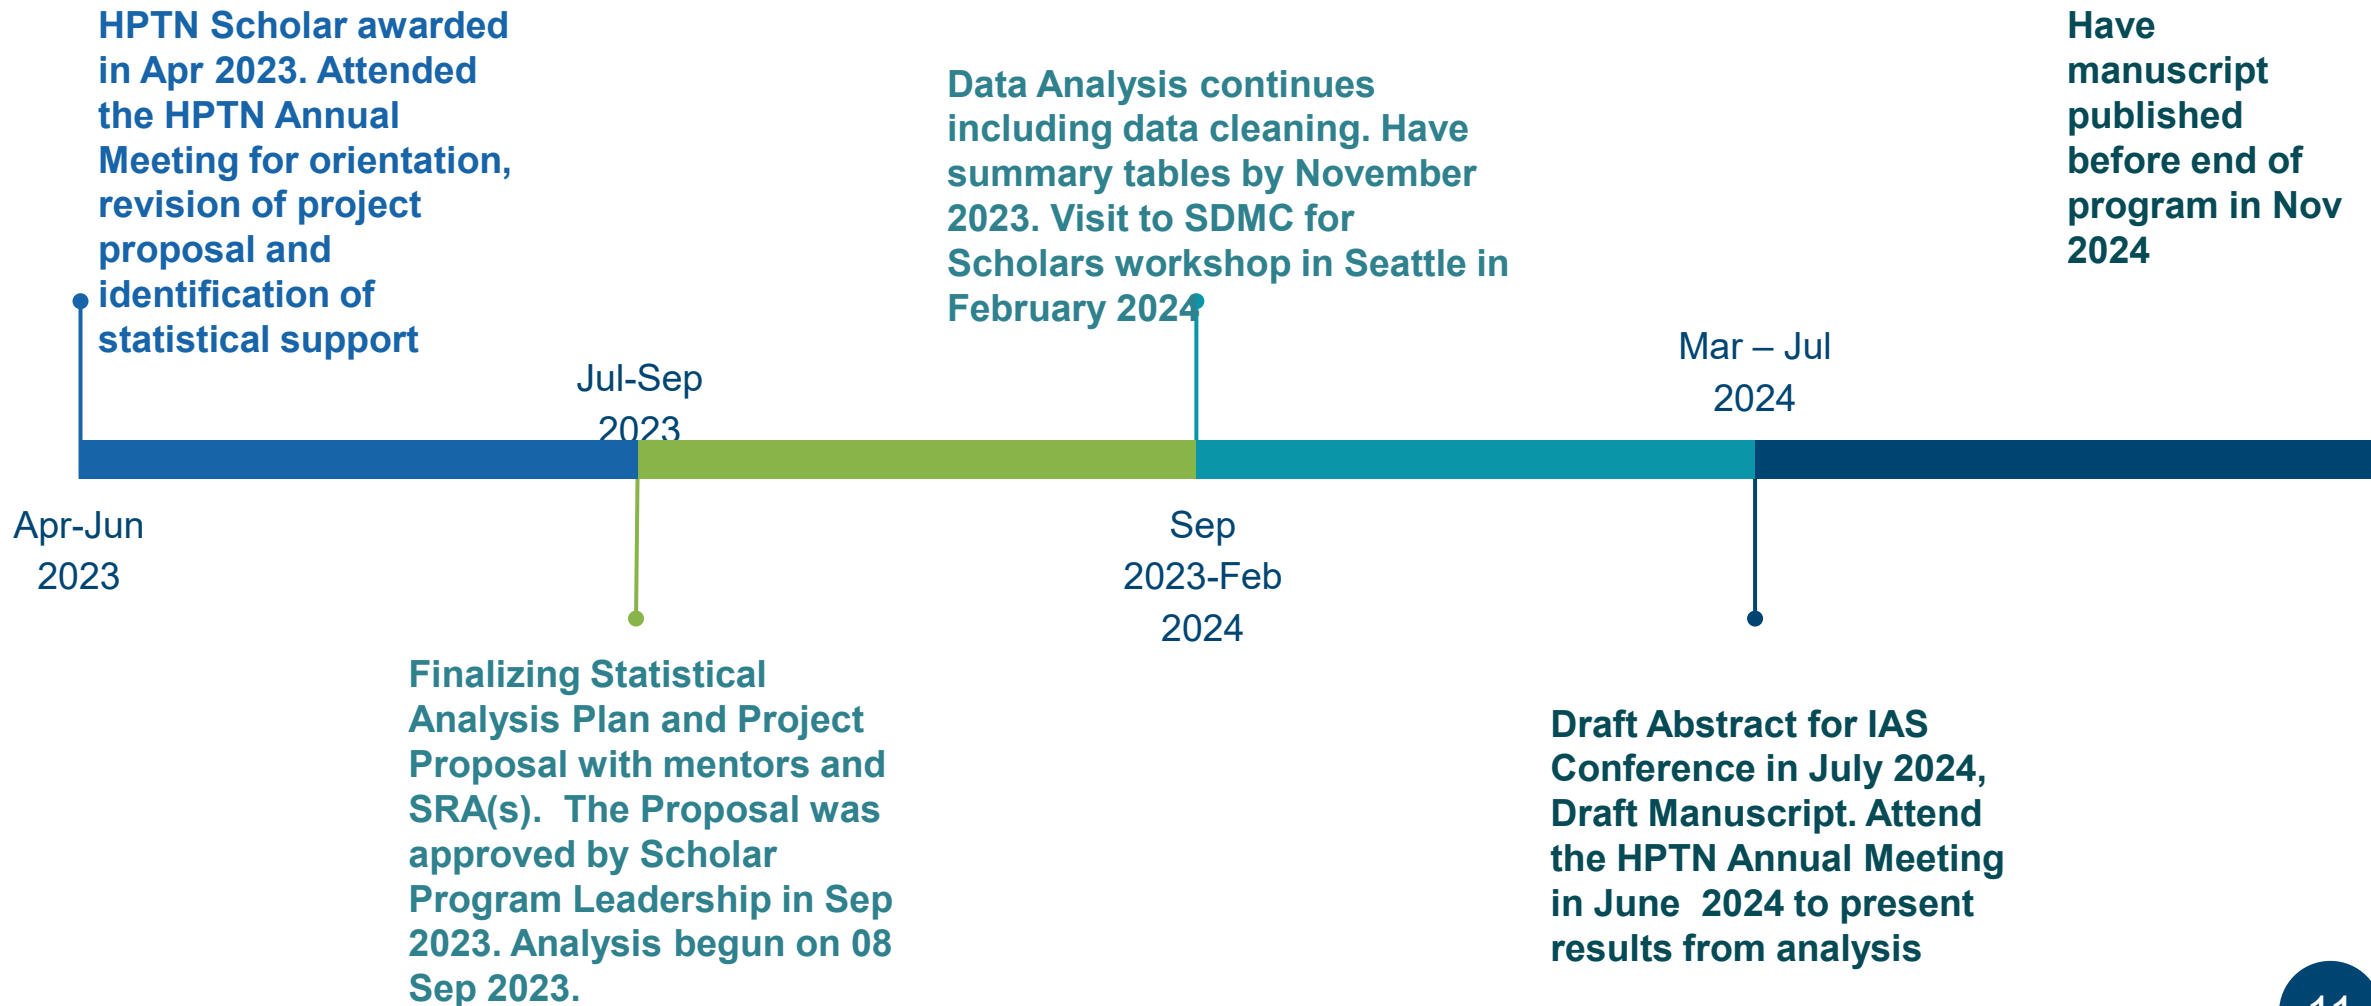 HPTN Scholar awarded
in Apr 2023. Attended
the HPTN Annual
Meeting for orientation,
revision of project
proposal and
identification of
statistical support
Apr-Jun
2023
Jul-Sep
2023
Finalizing Statistical
Analysis Plan and Project
Proposal with mentors and
SRA(s).  The Proposal was
approved by Scholar
Program Leadership in Sep
2023. Analysis begun on 08
Sep 2023.
Data Analysis continues
including data cleaning. Have
summary tables by November
2023. Visit to SDMC for
Scholars workshop in Seattle in
February 2024
Sep
2023-Feb
2024
Mar – Jul
2024
Draft Abstract for IAS
Conference in July 2024,
Draft Manuscript. Attend
the HPTN Annual Meeting
in June  2024 to present
results from analysis
Have
manuscript
published
before end of
program in Nov
2024
11